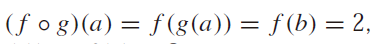 (f ∘ g)(a) = f(g(a)) = f(b) = 2,